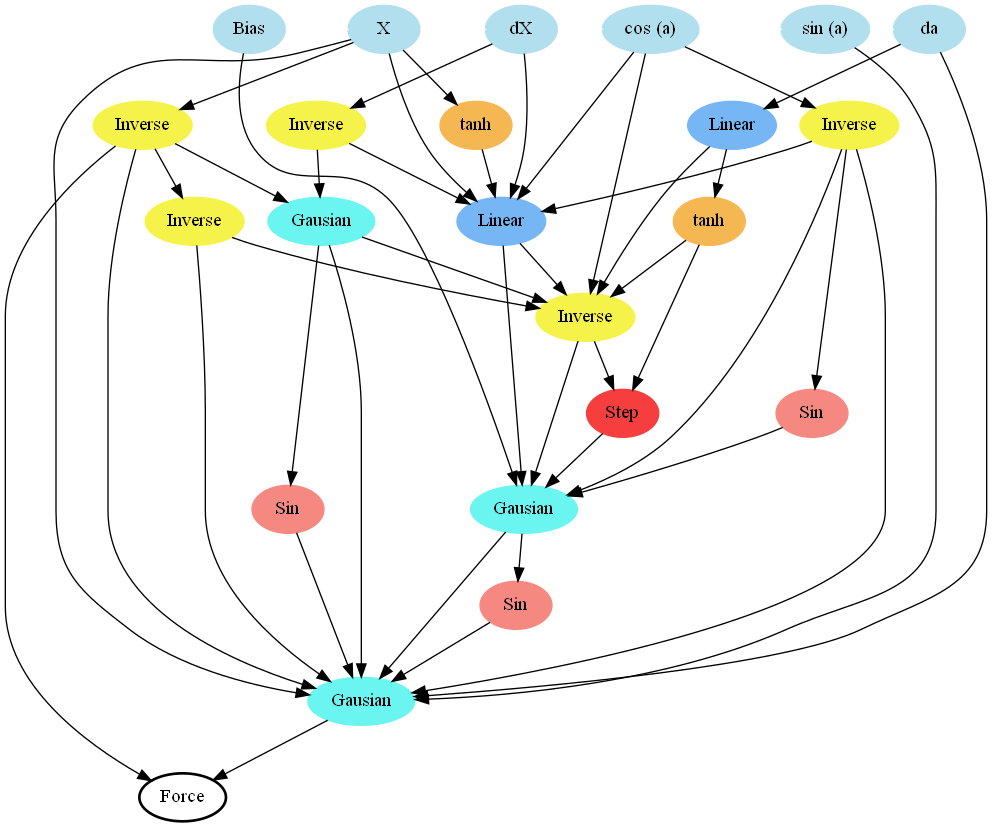 Bias
X
dX
cos (a)
sin (a)
da
Inverse
Inverse
tanh
Linear
Inverse
Inverse
Gausian
Linear
tanh
Inverse
Step
Sin
Sin
Gausian
Sin
Gausian
Force